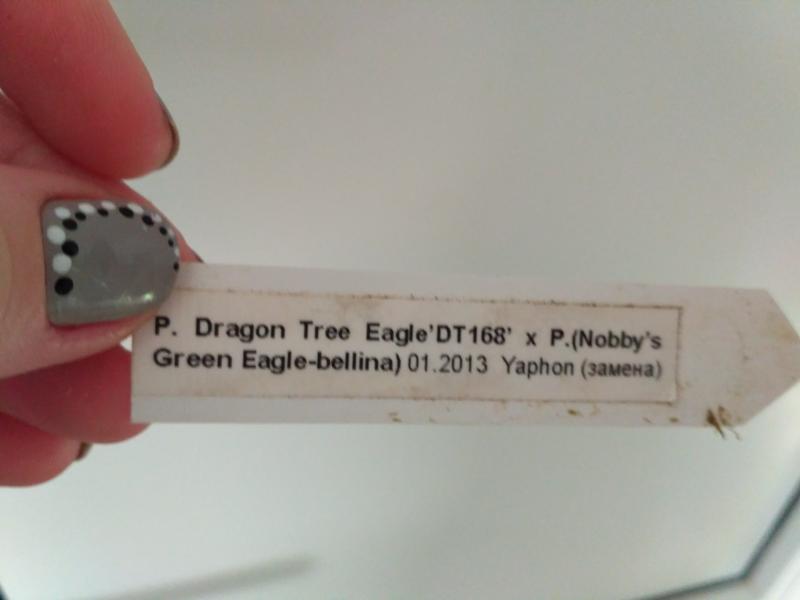 P. Dragon Tree Eagle'DT168' x P.(Nobby's
Green Eagle-bellina) 01.2013 Yaphon (замена)